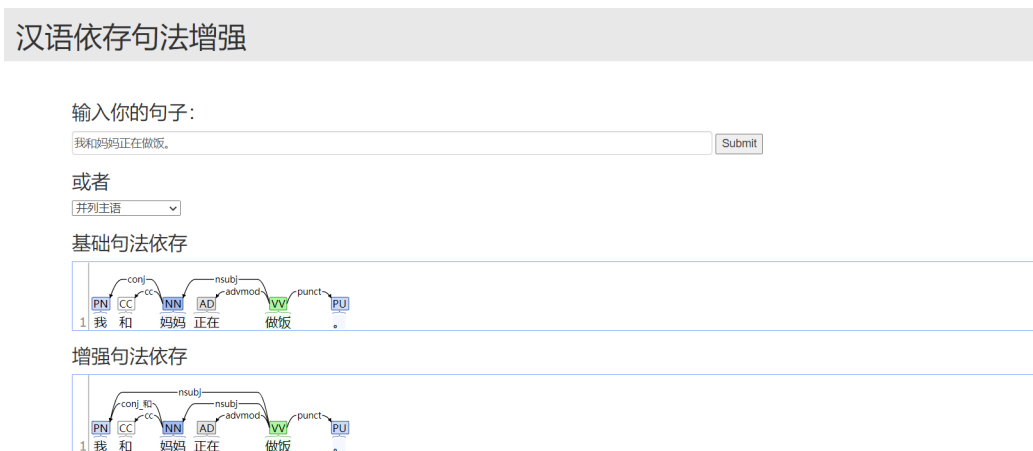 汉语依存句法增强
输入你的句子：
我和妈妈正在做饭。
Submit
或者
并列主语
基础句法依存
conj nsubj
cc advmod punct
PN CC NN AD VV PU
1 我 和 妈妈 正在 做饭 。
增强句法依存
nsubj
conj_和 nsubj
cc advmod punct
PN CC NN AD VV PU
1 我 和 妈妈 正在 做饭 。